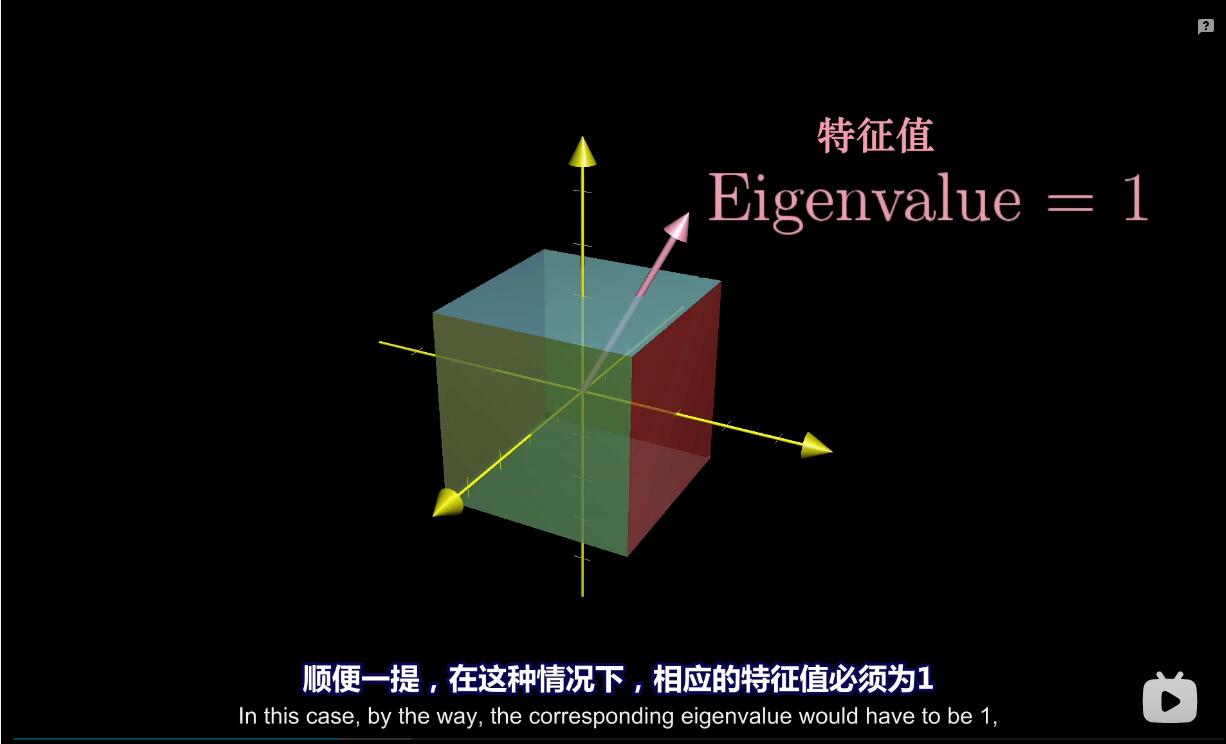 特征值
Eigenvalue = 1
顺便一提，在这种情况下，相应的特征值必须为1
In this case, by the way, the corresponding eigenvalue would have to be 1,